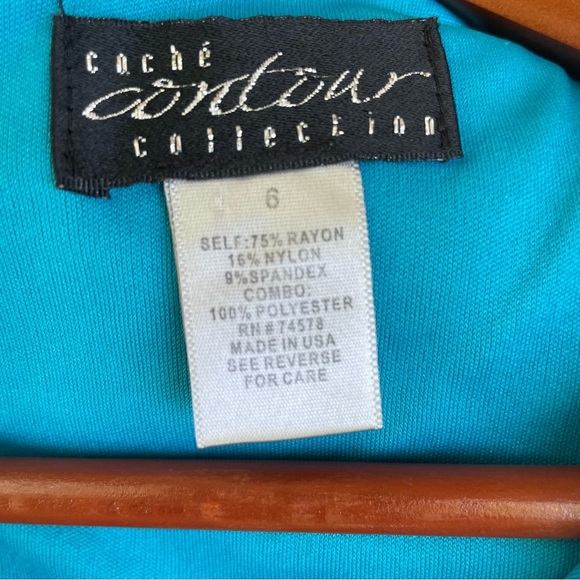 caché
contour
collection
6
SELF:75% RAYON
16% NYLON
9%SPANDEX
COMBO:
100% POLYESTER
RN#74578
MADE IN USA
SEE REVERSE
FOR CARE